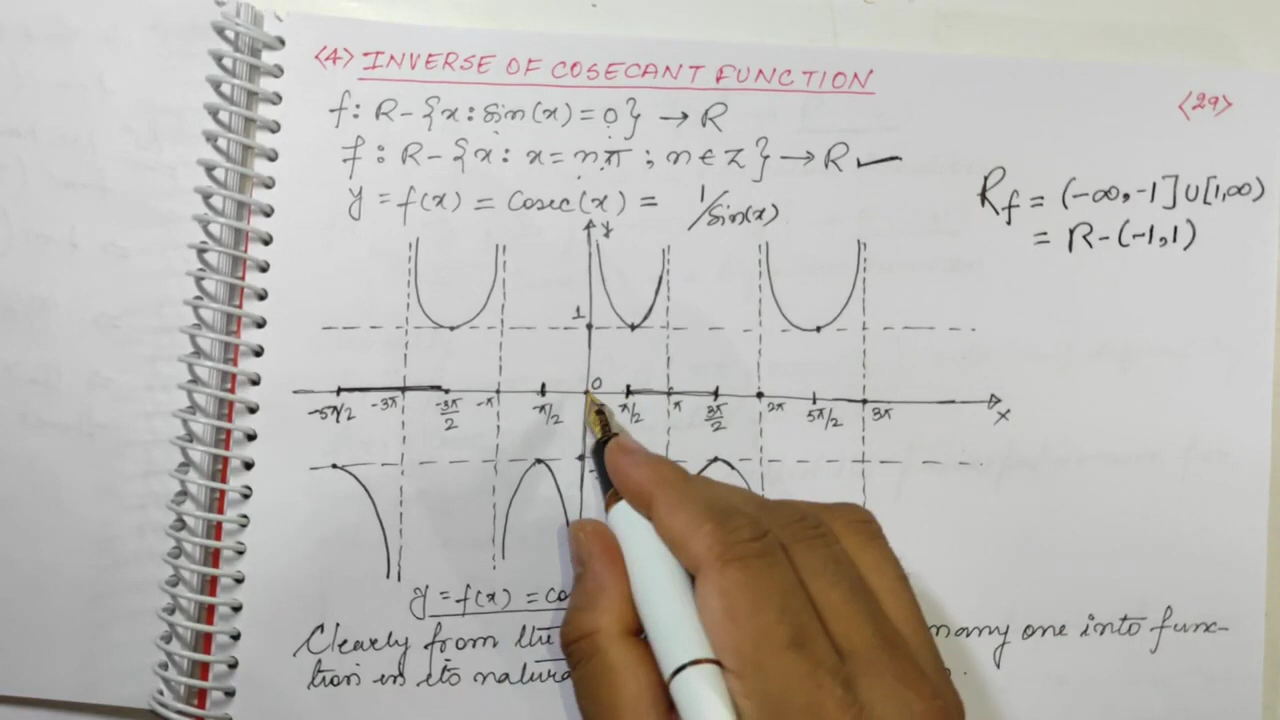 <4> INVERSE OF COSECANT FUNCTION
<29>
f: R-{x: sin(x)=0} → R
f: R-{x: x=nπ ; n∈Z} → R
y = f(x) = Cosec(x) = 1/sin(x)
Rf = (-∞,-1]∪[1,∞)
= R-(-1,1)
y
1
0
-5π/2 -3π -3π/2 -π -π/2 π/2 π 3π/2 2π 5π/2 3π X
y = f(x) = co
Clearly from the many one into func-
tion in its natura